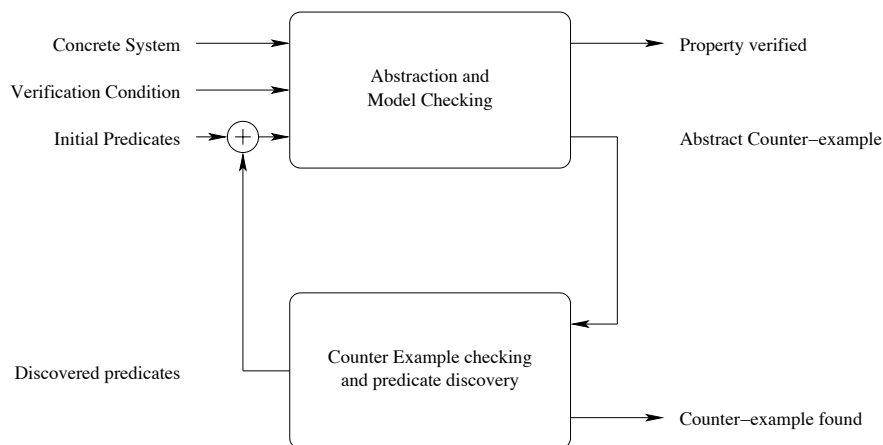 Concrete System
Verification Condition
Initial Predicates
+
Abstraction and
Model Checking
Property verified
Abstract Counter−example
Discovered predicates
Counter Example checking
and predicate discovery
Counter−example found